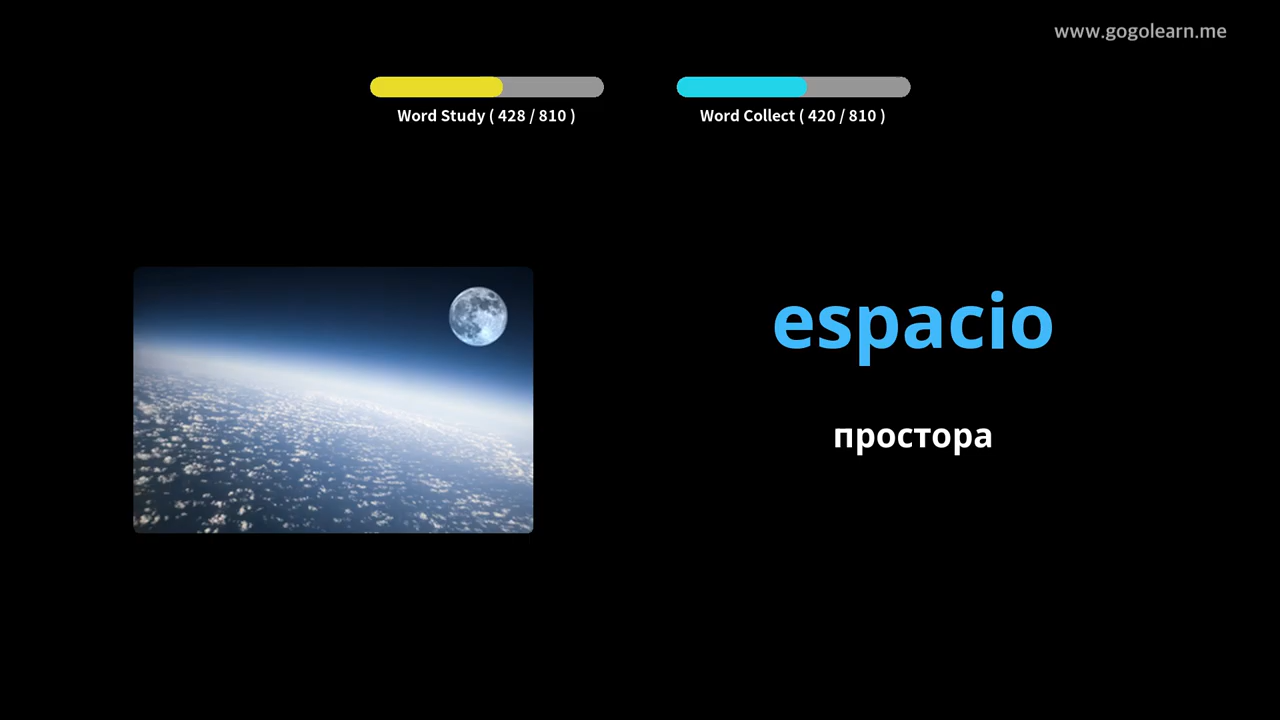 www.gogolearn.me
Word Study ( 428 / 810 )
Word Collect ( 420 / 810 )
espacio
простора